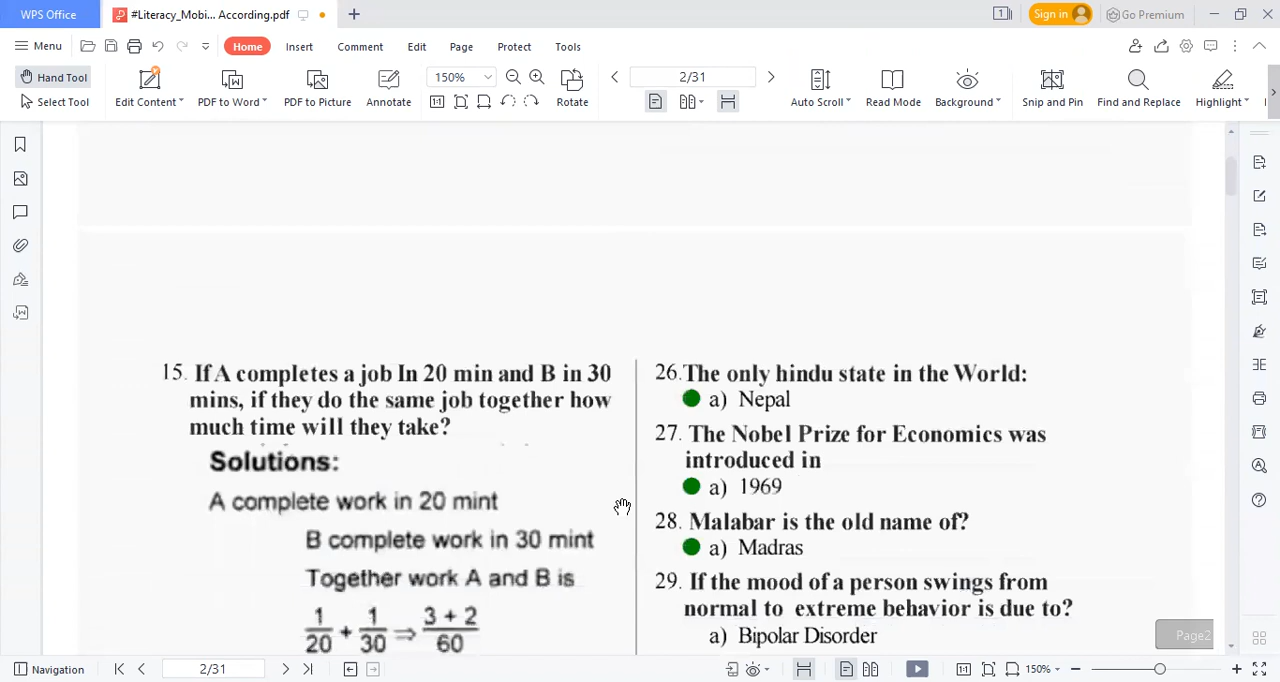 WPS Office
#Literacy_Mobi... According.pdf
1
Sign in
Go Premium
Menu
Home
Insert
Comment
Edit
Page
Protect
Tools
Hand Tool
Select Tool
Edit Content
PDF to Word
PDF to Picture
Annotate
150%
Rotate
2/31
Auto Scroll
Read Mode
Background
Snip and Pin
Find and Replace
Highlight
15. If A completes a job In 20 min and B in 30
mins, if they do the same job together how
much time will they take?
Solutions:
A complete work in 20 mint
B complete work in 30 mint
Together work A and B is
1/20 + 1/30 ⇒ 3 + 2/60
26. The only hindu state in the World:
a) Nepal
27. The Nobel Prize for Economics was
introduced in
a) 1969
28. Malabar is the old name of?
a) Madras
29. If the mood of a person swings from
normal to extreme behavior is due to?
a) Bipolar Disorder
Page2
Navigation
2/31
150%